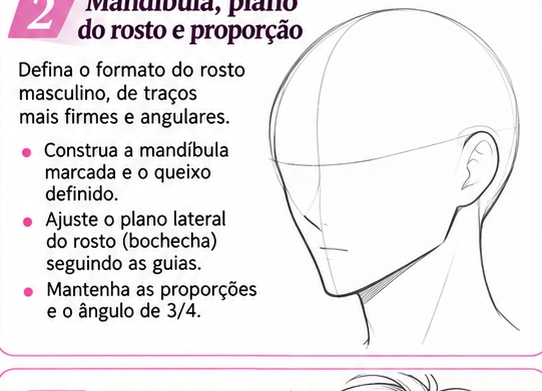 2 Mandíbula, plano
do rosto e proporção
Defina o formato do rosto
masculino, de traços
mais firmes e angulares.
• Construa a mandíbula
marcada e o queixo
definido.
• Ajuste o plano lateral
do rosto (bochecha)
seguindo as guias.
• Mantenha as proporções
e o ângulo de 3/4.